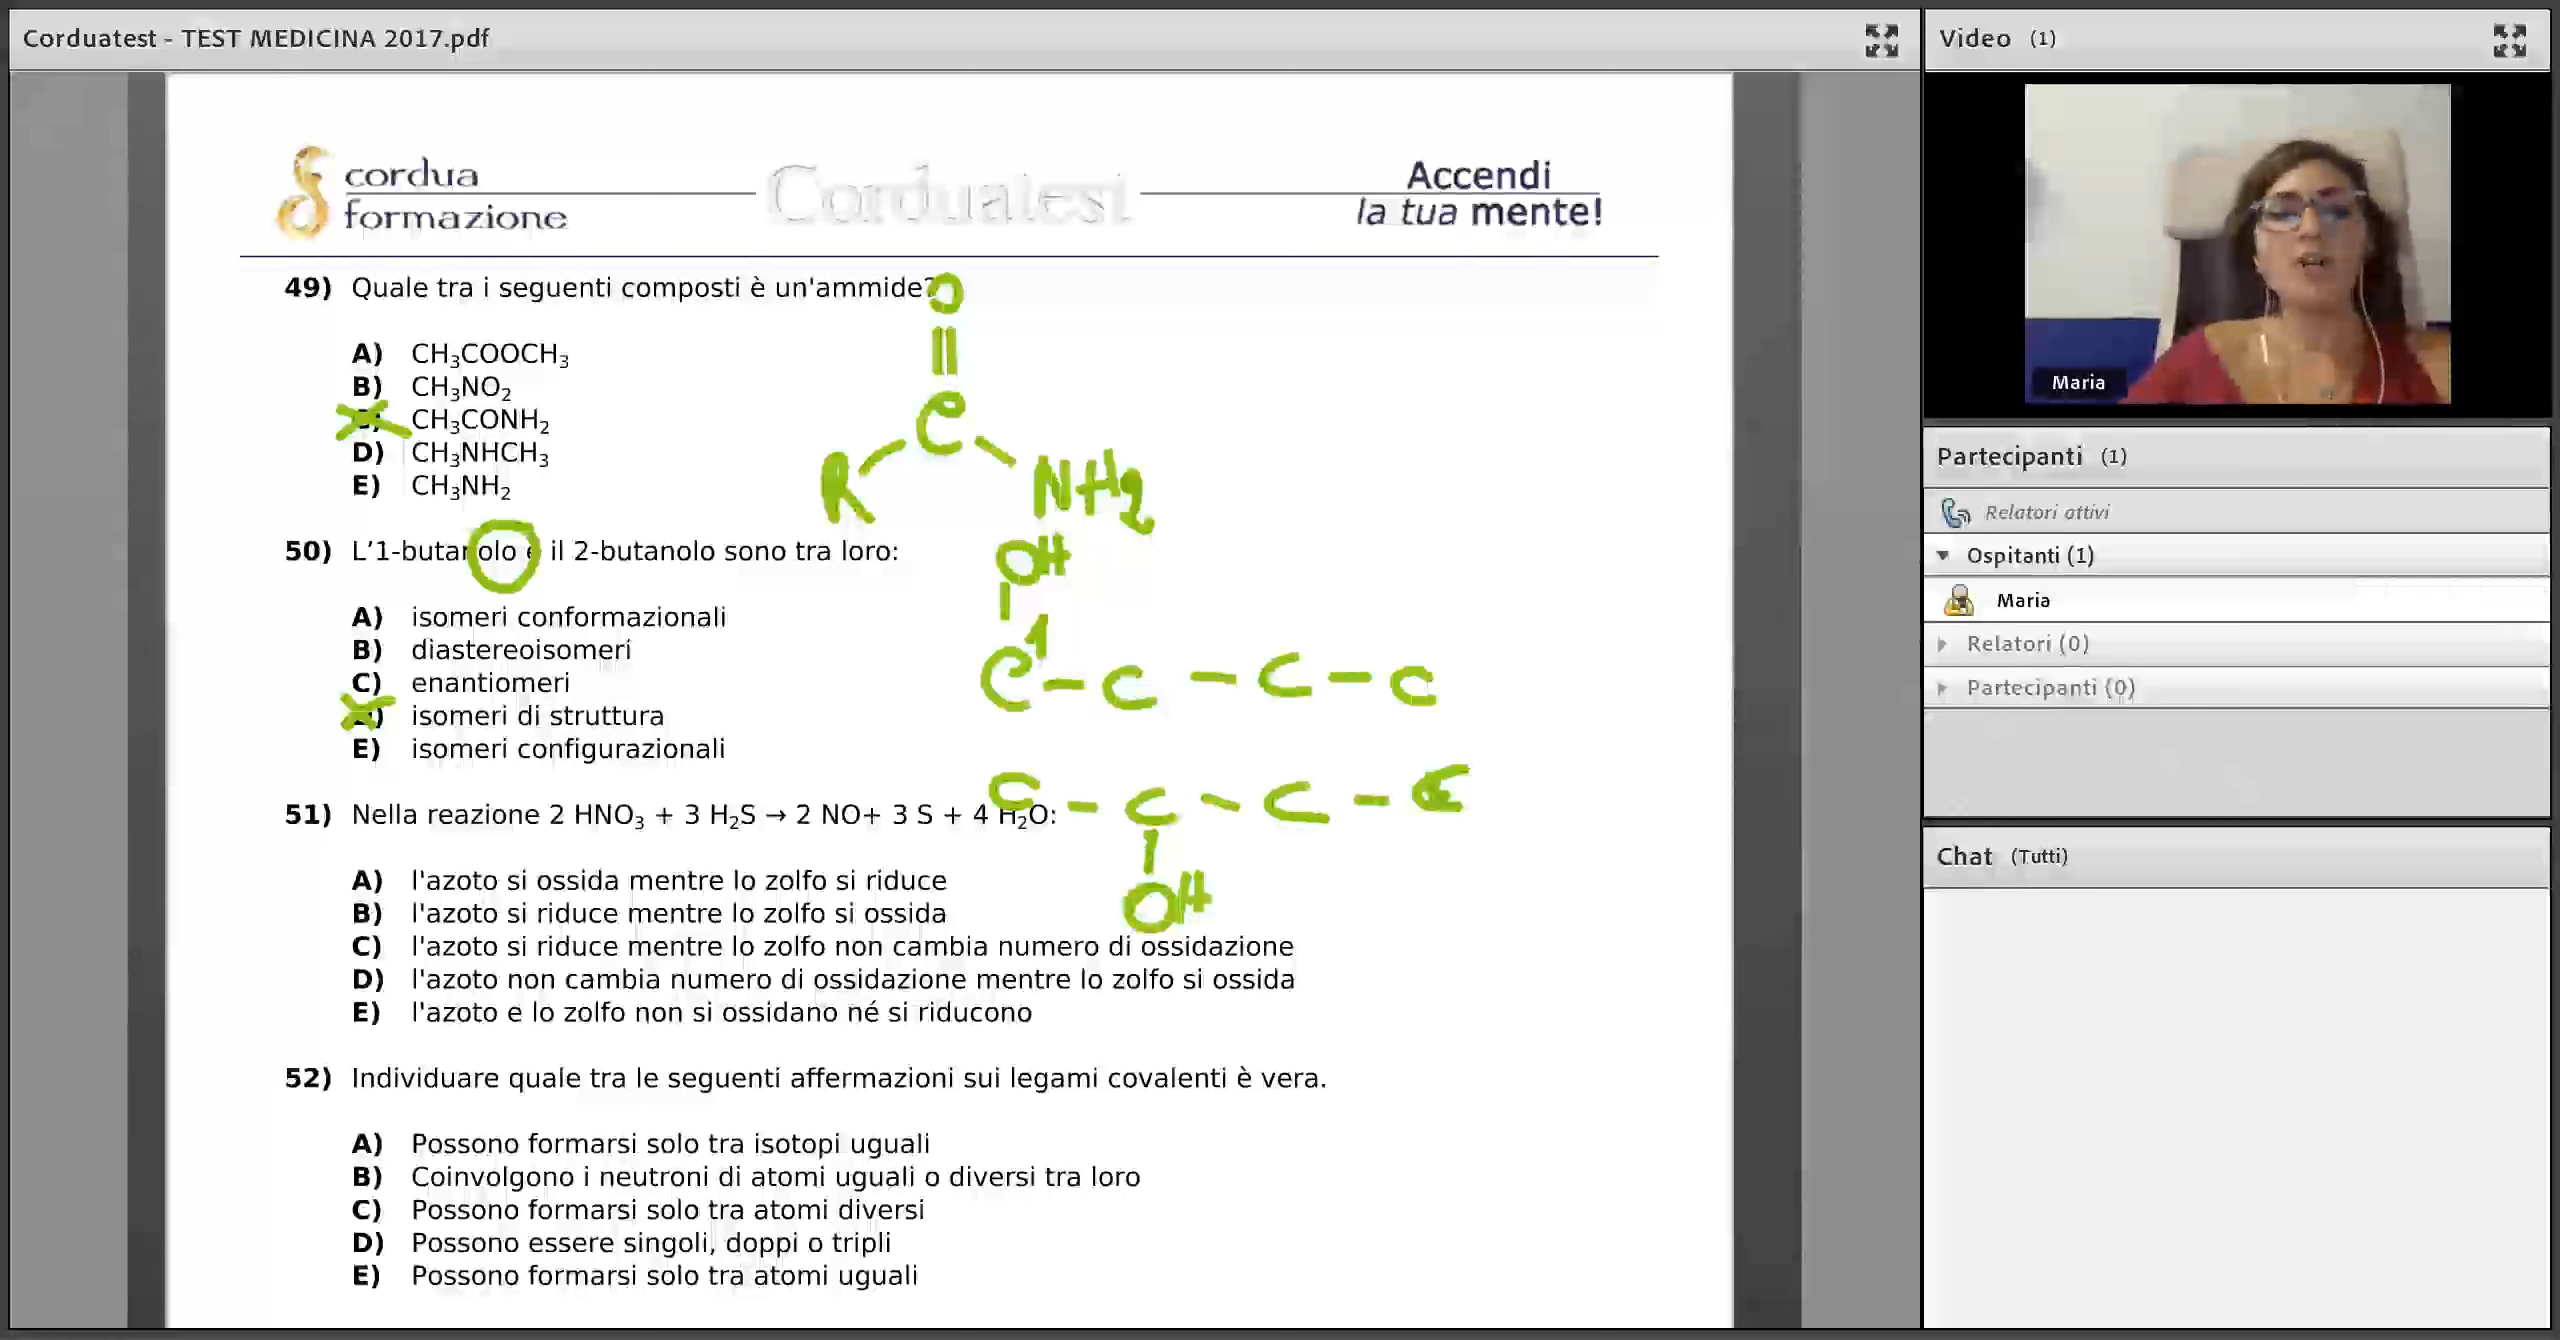 Corduatest - TEST MEDICINA 2017.pdf
cordua
formazione
Corduatest
Accendi
la tua mente!
49) Quale tra i seguenti composti è un'ammide?
A) CH₃COOCH₃
B) CH₃NO₂
C) CH₃CONH₂
D) CH₃NHCH₃
E) CH₃NH₂
O
C
R
NH2
50) L'1-butanolo e il 2-butanolo sono tra loro:
A) isomeri conformazionali
B) diastereoisomeri
C) enantiomeri
D) isomeri di struttura
E) isomeri configurazionali
OH
1
C - C - C - C
C - C - C - C
OH
51) Nella reazione 2 HNO₃ + 3 H₂S → 2 NO+ 3 S + 4 H₂O:
A) l'azoto si ossida mentre lo zolfo si riduce
B) l'azoto si riduce mentre lo zolfo si ossida
C) l'azoto si riduce mentre lo zolfo non cambia numero di ossidazione
D) l'azoto non cambia numero di ossidazione mentre lo zolfo si ossida
E) l'azoto e lo zolfo non si ossidano né si riducono
52) Individuare quale tra le seguenti affermazioni sui legami covalenti è vera.
A) Possono formarsi solo tra isotopi uguali
B) Coinvolgono i neutroni di atomi uguali o diversi tra loro
C) Possono formarsi solo tra atomi diversi
D) Possono essere singoli, doppi o tripli
E) Possono formarsi solo tra atomi uguali
Video (1)
Maria
Partecipanti (1)
Relatori attivi
Ospitanti (1)
Maria
Relatori (0)
Partecipanti (0)
Chat (Tutti)